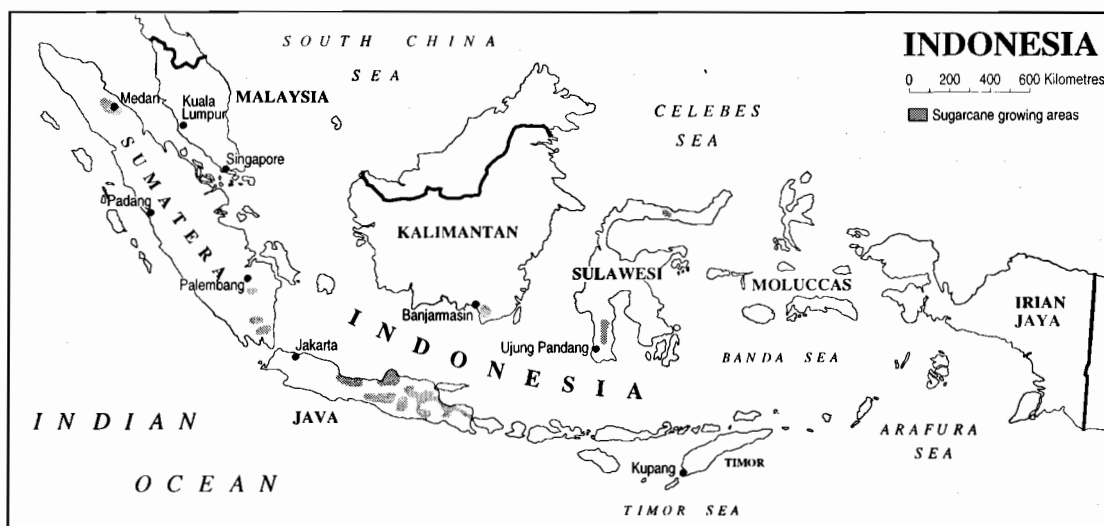 INDONESIA
0 200 400 600 Kilometres
Sugarcane growing areas
SOUTH CHINA
SEA
MALAYSIA
Medan
Kuala
Lumpur
CELEBES
SEA
Singapore
SUMATERA
Padang
KALIMANTAN
SULAWESI
MOLUCCAS
IRIAN
JAYA
Palembang
Banjarmasin
Ujung Pandang
Jakarta
INDONESIA
BANDA SEA
JAVA
INDIAN
OCEAN
ARAFURA
SEA
Kupang
TIMOR
TIMOR SEA